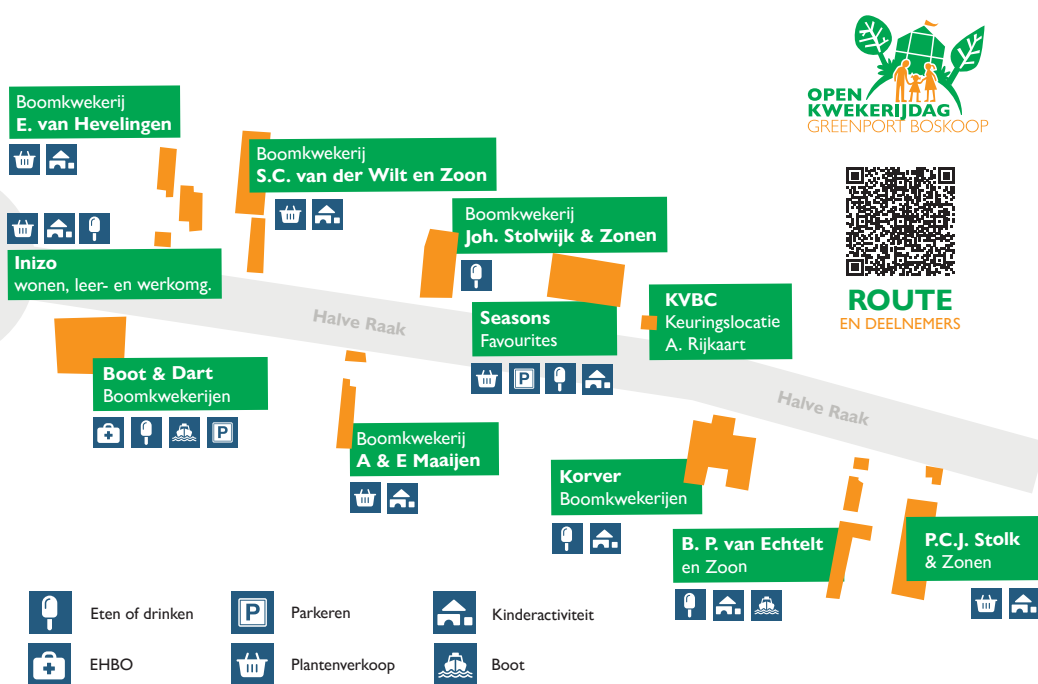 OPEN
KWEKERIJDAG
GREENPORT BOSKOOP
Boomkwekerij
E. van Hevelingen
Boomkwekerij
S.C. van der Wilt en Zoon
Boomkwekerij
Joh. Stolwijk & Zonen
Inizo
wonen, leer- en werkomg.
ROUTE
EN DEELNEMERS
Halve Raak
Seasons
Favourites
P
KVBC
Keuringslocatie
A. Rijkaart
Boot & Dart
Boomkwekerijen
P
Halve Raak
Boomkwekerij
A & E Maaijen
Korver
Boomkwekerijen
B. P. van Echtelt
en Zoon
P.C.J. Stolk
& Zonen
Eten of drinken
P
Parkeren
Kinderactiviteit
EHBO
Plantenverkoop
Boot